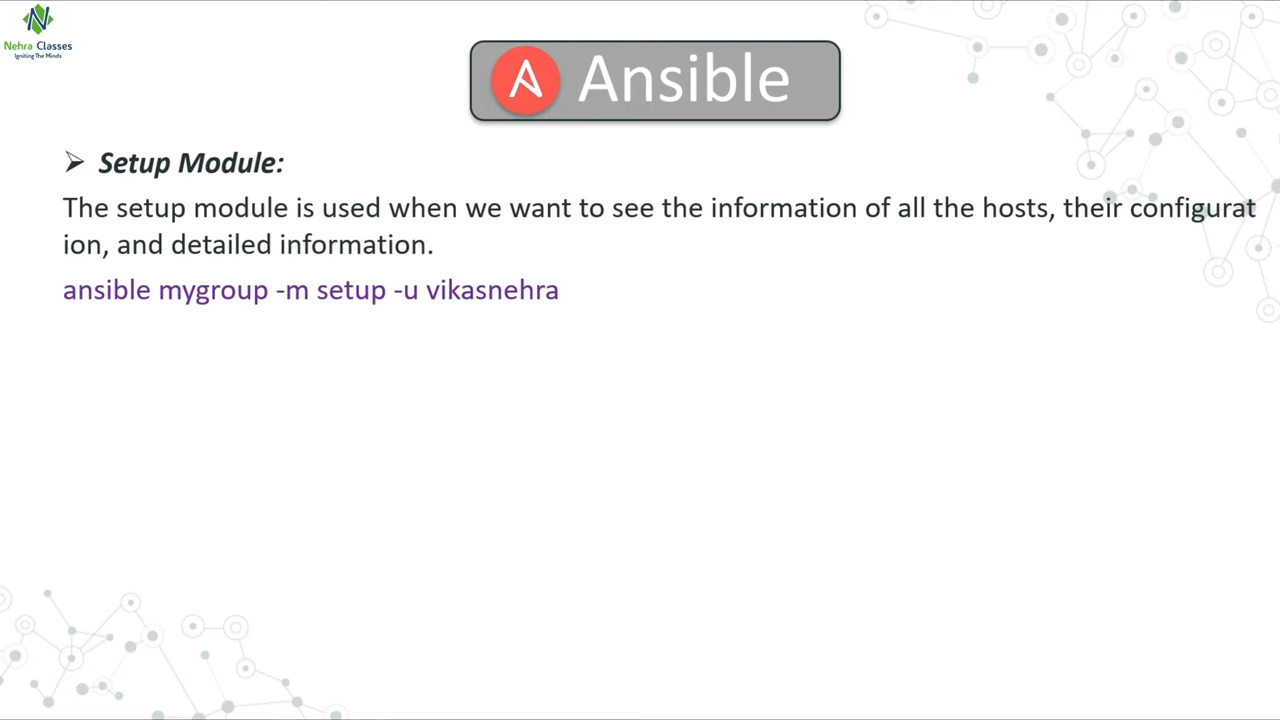 Nehra Classes
Igniting The Minds
Ansible
Setup Module:
The setup module is used when we want to see the information of all the hosts, their configurat
ion, and detailed information.
ansible mygroup -m setup -u vikasnehra